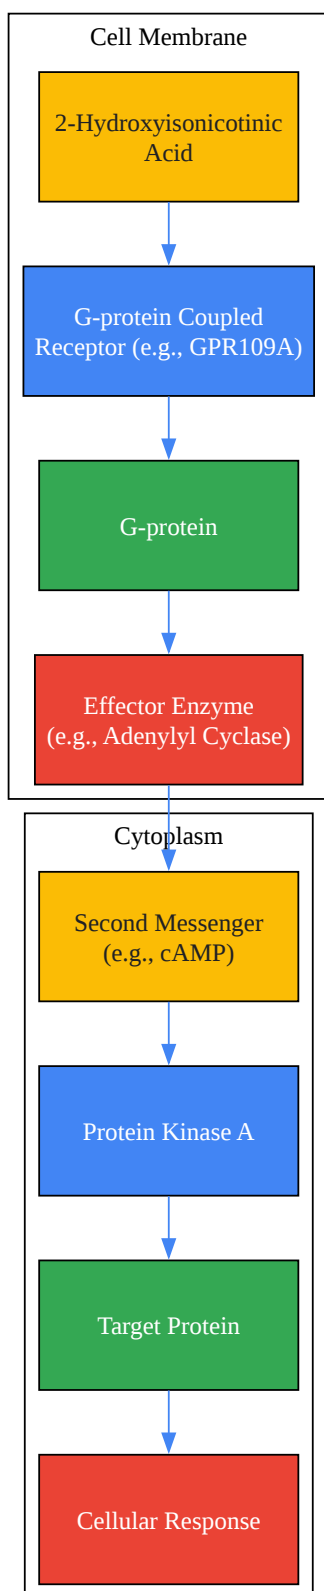 Cell Membrane
2-Hydroxyisonicotinic
Acid
G-protein Coupled
Receptor (e.g., GPR109A)
G-protein
Effector Enzyme
(e.g., Adenylyl Cyclase)
Cytoplasm
Second Messenger
(e.g., cAMP)
Protein Kinase A
Target Protein
Cellular Response